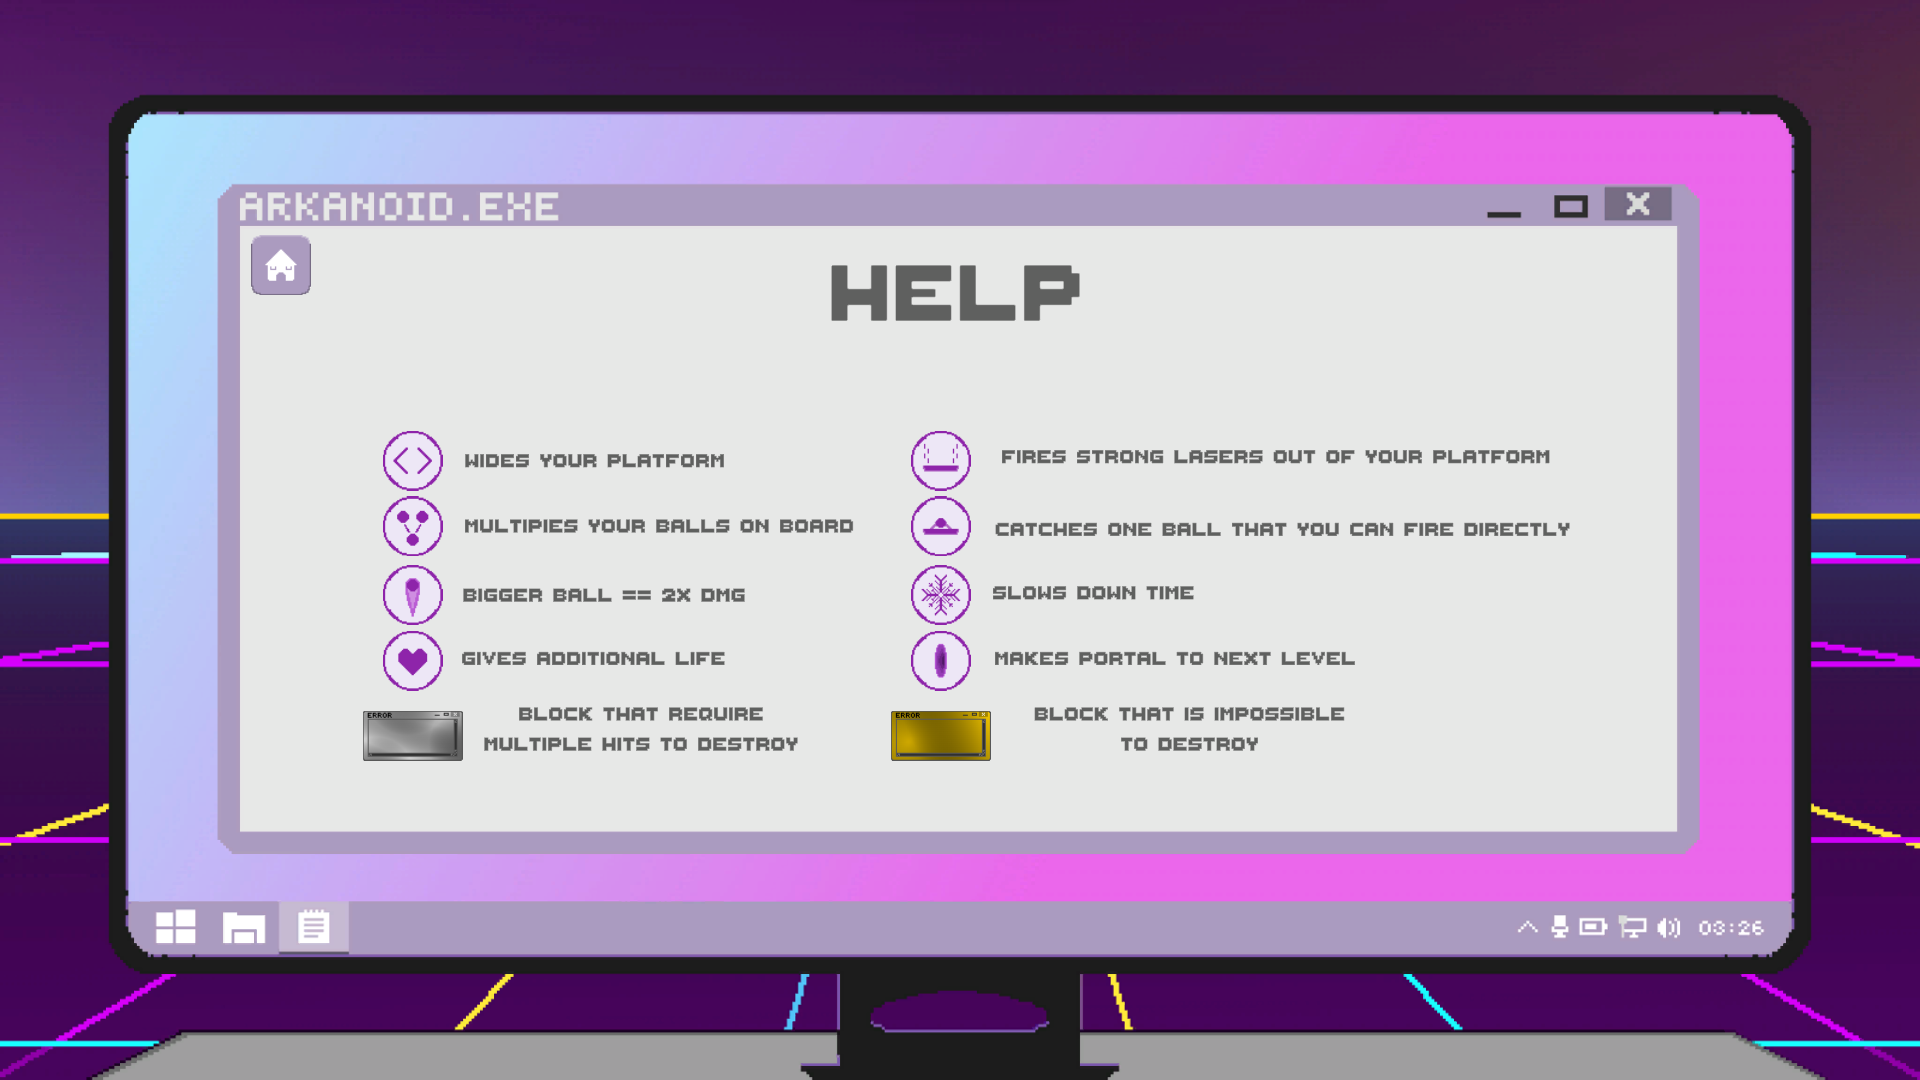 ARKANOID.EXE
HELP
WIDES YOUR PLATFORM
FIRES STRONG LASERS OUT OF YOUR PLATFORM
MULTIPIES YOUR BALLS ON BOARD
CATCHES ONE BALL THAT YOU CAN FIRE DIRECTLY
BIGGER BALL == 2X DMG
SLOWS DOWN TIME
GIVES ADDITIONAL LIFE
MAKES PORTAL TO NEXT LEVEL
ERROR
BLOCK THAT REQUIRE
MULTIPLE HITS TO DESTROY
ERROR
BLOCK THAT IS IMPOSSIBLE
TO DESTROY
03:26